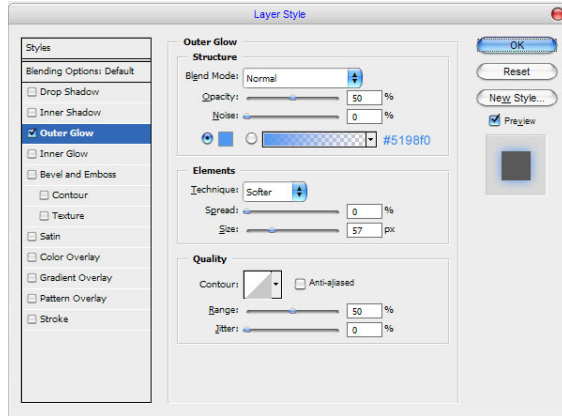 Layer Style
Styles
Blending Options: Default
Drop Shadow
Inner Shadow
Outer Glow
Inner Glow
Bevel and Emboss
Contour
Texture
Satin
Color Overlay
Gradient Overlay
Pattern Overlay
Stroke
Outer Glow
Structure
Blend Mode: Normal
Opacity: 50 %
Noise: 0 %
#5198f0
Elements
Technique: Softer
Spread: 0 %
Size: 57 px
Quality
Contour: Anti-aliased
Range: 50 %
Jitter: 0 %
OK
Reset
New Style...
Preview